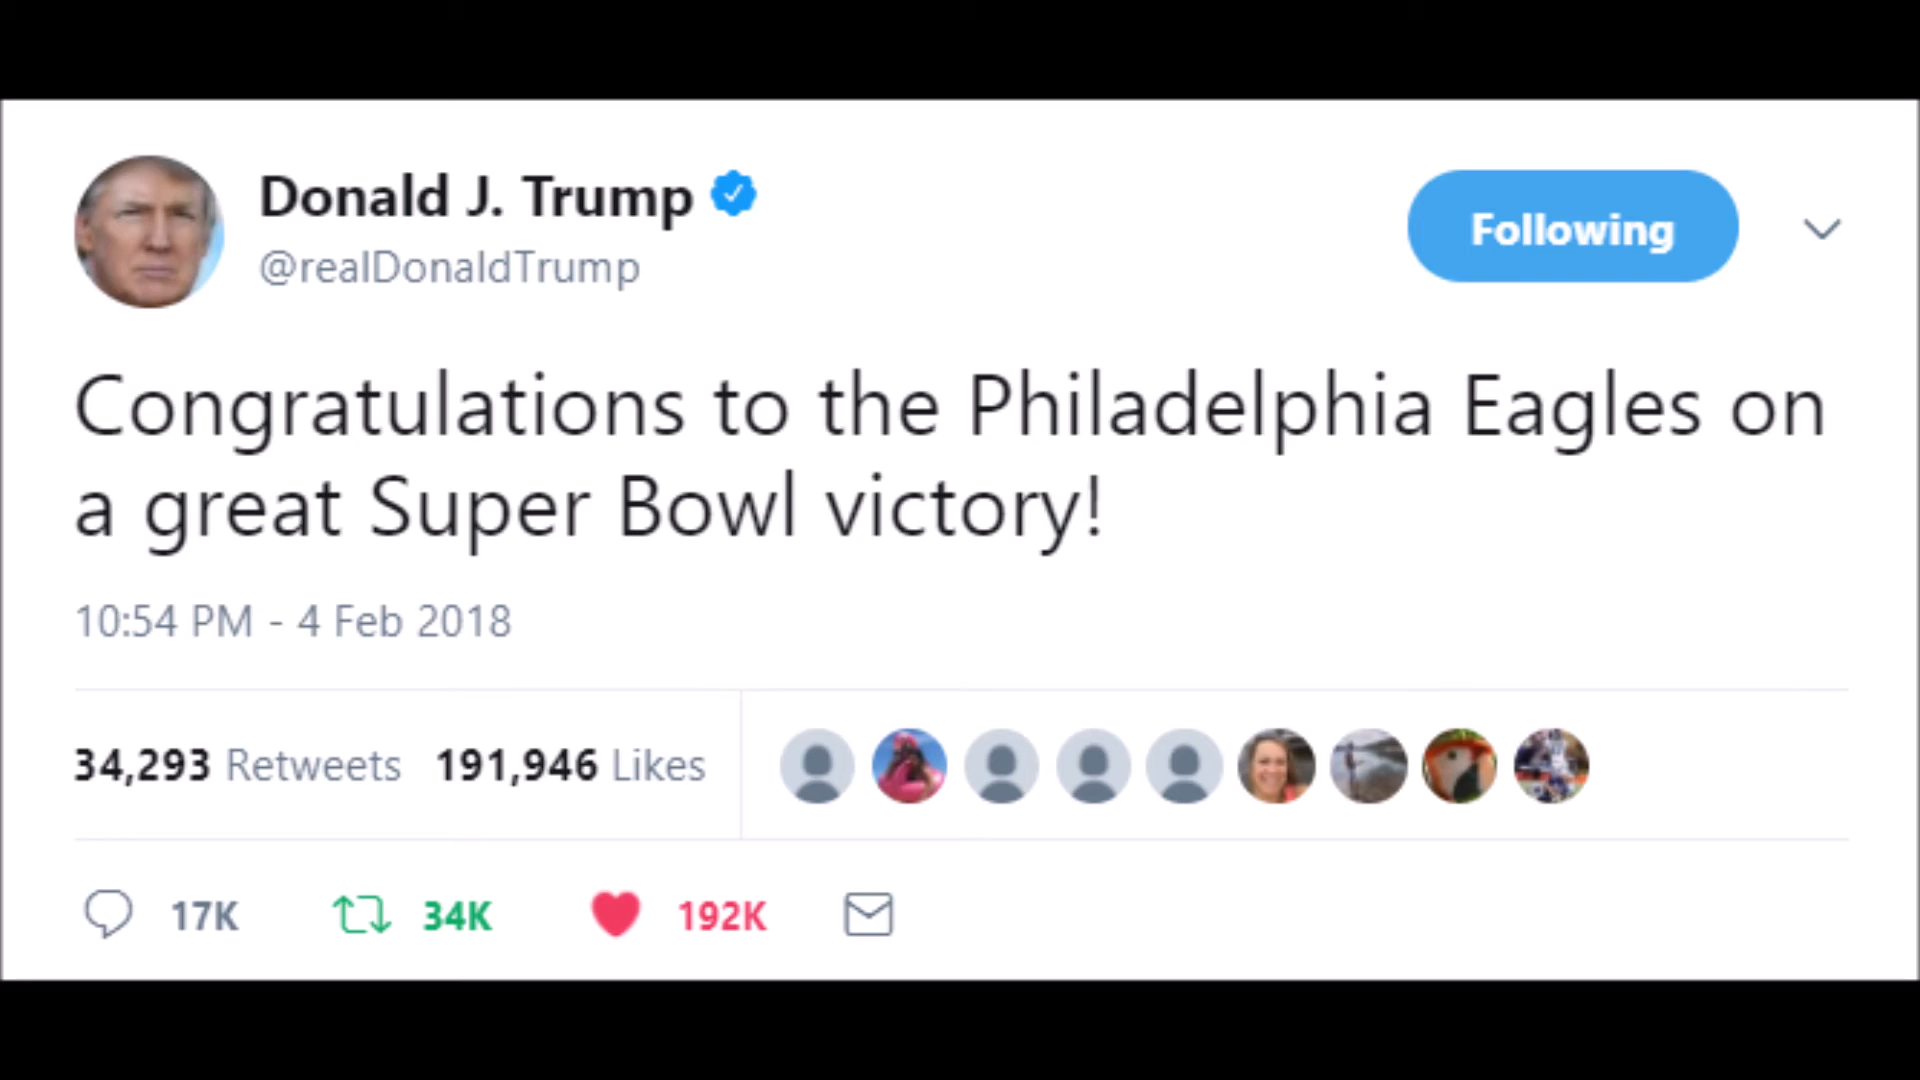 Donald J. Trump
@realDonaldTrump
Following
Congratulations to the Philadelphia Eagles on
a great Super Bowl victory!
10:54 PM - 4 Feb 2018
34,293 Retweets 191,946 Likes
17K 34K 192K